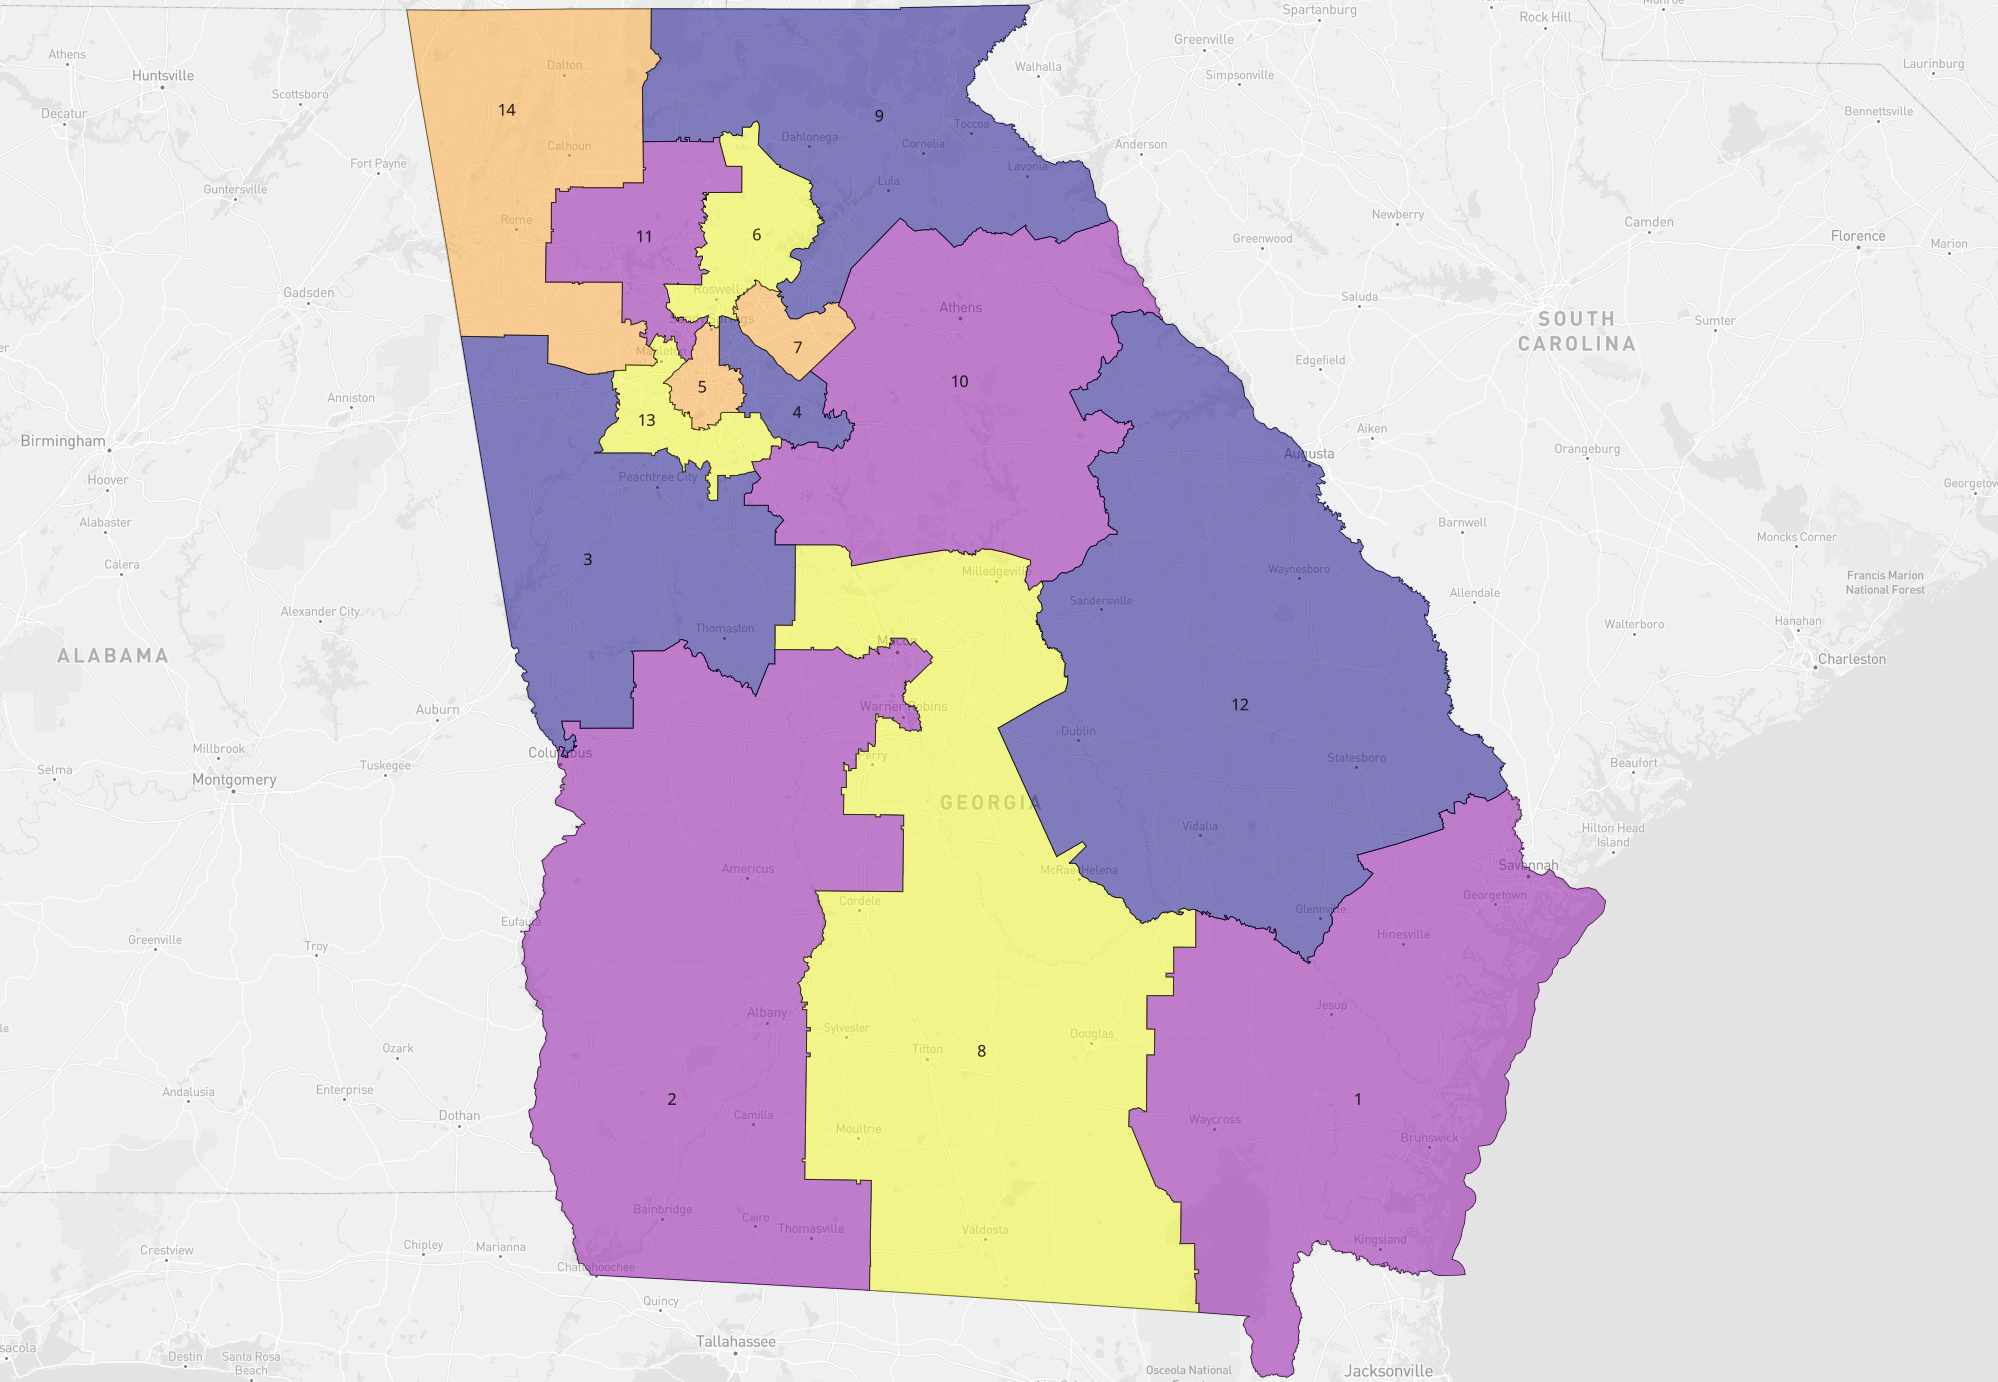 Spartanburg
Rock Hill
Monroe
Athens
Huntsville
Greenville
Walhalla
Simpsonville
Laurinburg
Dalton
Scottsboro
Decatur
14
9
Bennettsville
Toccoa
Dahlonega
Cornelia
Anderson
Calhoun
Fort Payne
Lavonia
Guntersville
Lula
Rome
Newberry
Camden
11
6
Greenwood
Florence
Marion
Gadsden
Roswell
Athens
Saluda
SOUTH
CAROLINA
Sumter
Sandy Springs
Mableton
7
Edgefield
5
10
Anniston
4
13
Aiken
Birmingham
Augusta
Orangeburg
Hoover
Peachtree City
Georgetow
Alabaster
Barnwell
Moncks Corner
3
Calera
Milledgeville
Waynesboro
Francis Marion
National Forest
Allendale
Alexander City
Sandersville
Walterboro
Hanahan
Thomaston
Macon
ALABAMA
Charleston
Auburn
Warner Robins
12
Dublin
Millbrook
Columbus
Perry
Statesboro
Beaufort
Selma
Tuskegee
Montgomery
GEORGIA
Vidalia
Hilton Head
Island
Americus
McRae-Helena
Savannah
Cordele
Georgetown
Eufaula
Glennville
Greenville
Troy
Hinesville
Albany
Jesup
Sylvester
Douglas
Ozark
Tifton
8
Andalusia
Enterprise
2
1
Dothan
Camilla
Waycross
Moultrie
Brunswick
Bainbridge
Cairo
Thomasville
Valdosta
Kingsland
Crestview
Chipley
Marianna
Chattahoochee
Quincy
Tallahassee
sacola
Destin
Santa Rosa
Beach
Osceola National
Jacksonville